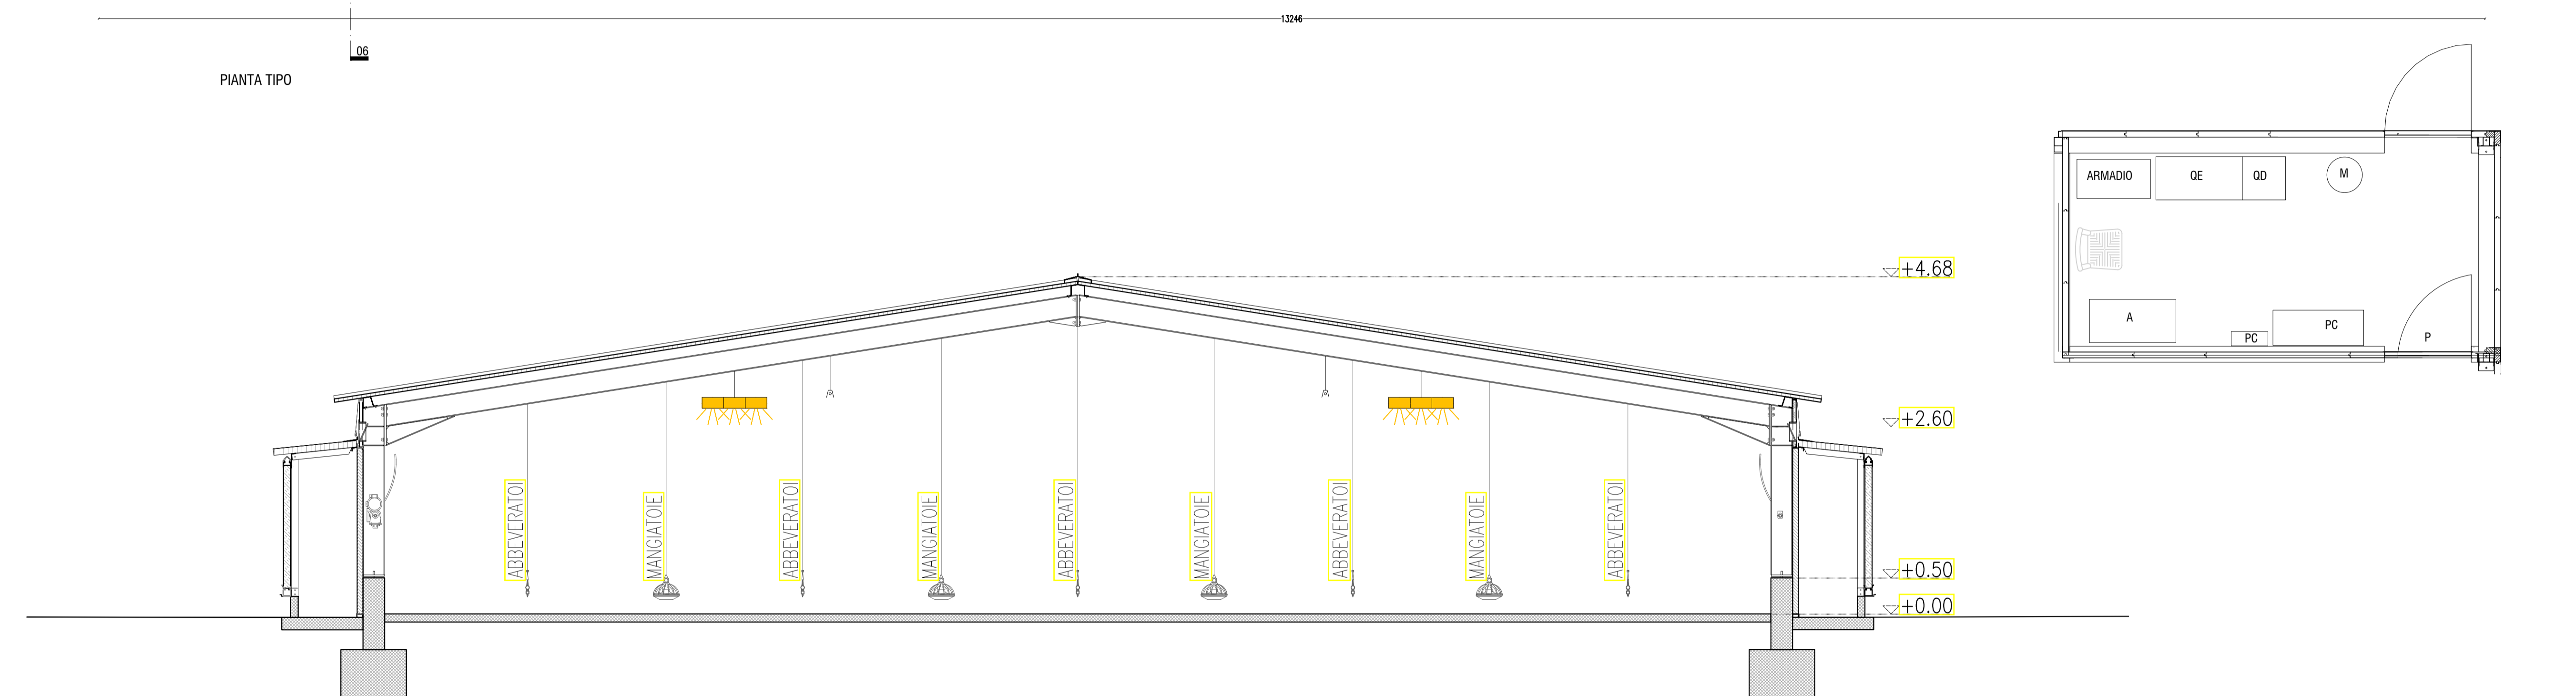 13246
06
PIANTA TIPO
ARMADIO
QE
QD
M
A
PC
PC
P
+4.68
+2.60
ABBEVERATOI
MANGIATOIE
ABBEVERATOI
MANGIATOIE
ABBEVERATOI
MANGIATOIE
ABBEVERATOI
MANGIATOIE
ABBEVERATOI
+0.50
+0.00